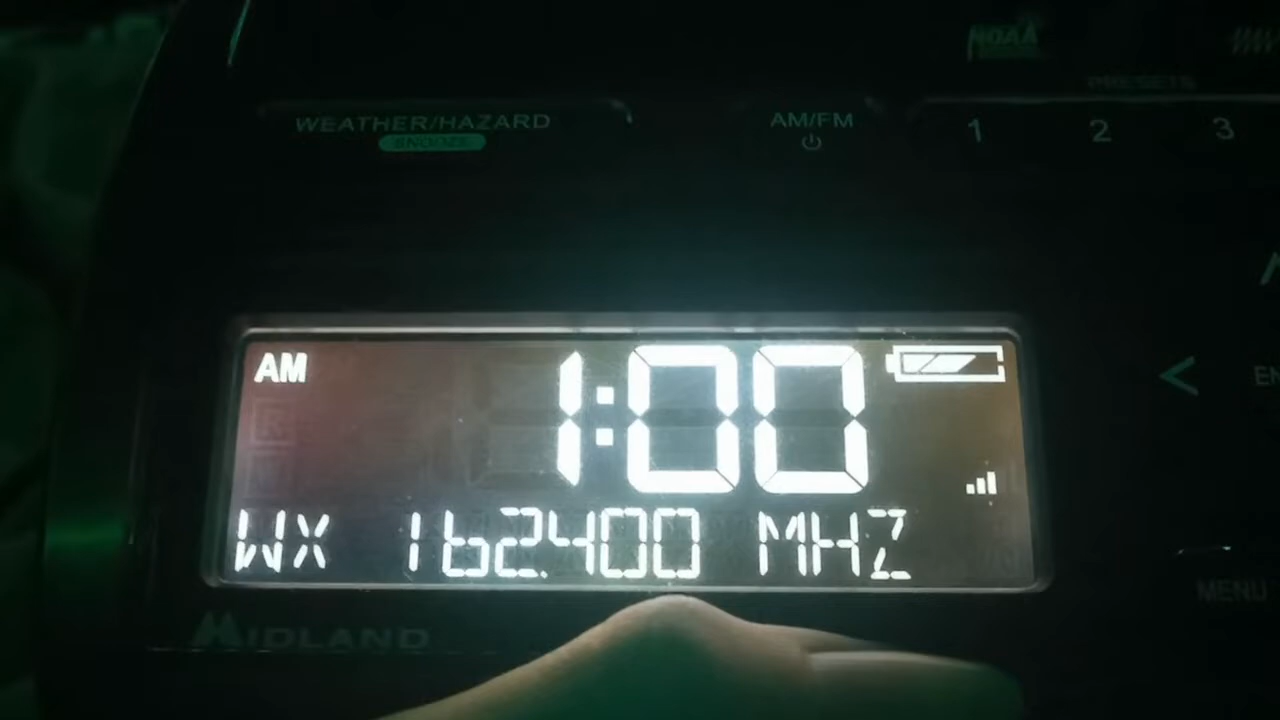 NOAA
PRESETS
WEATHER/HAZARD
SNOOZE
AM/FM
1 2 3
AM
1:00
WX 162.400 MHZ
MENU
MIDLAND